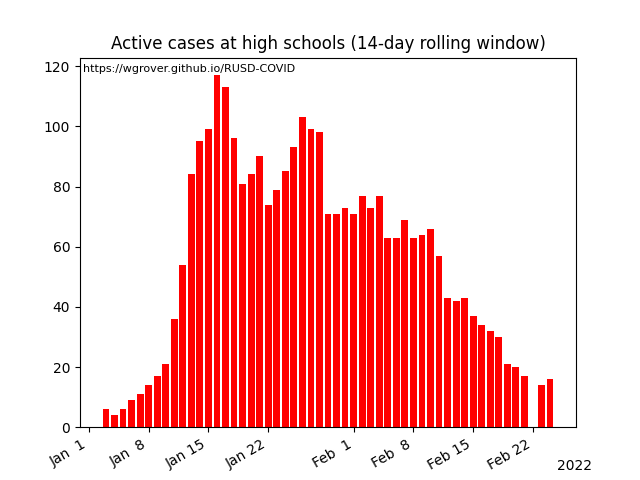 Active cases at high schools (14-day rolling window)
https://wgrover.github.io/RUSD-COVID
120
100
80
60
40
20
0
Jan 1
Jan 8
Jan 15
Jan 22
Feb 1
Feb 8
Feb 15
Feb 22
2022